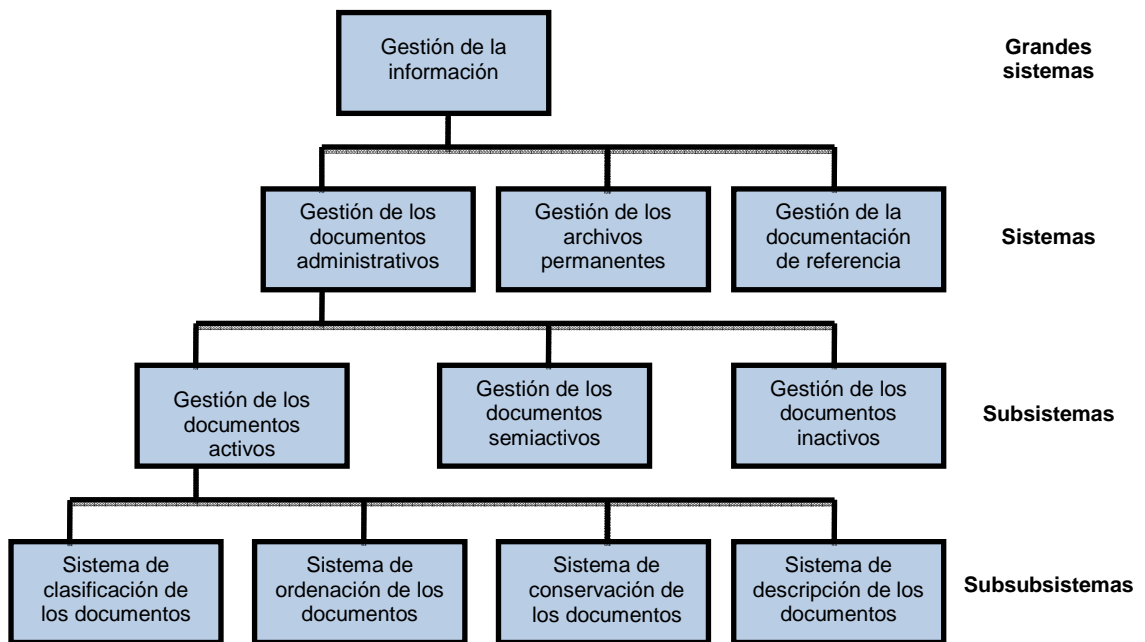 Gestión de la
información
Grandes
sistemas
Gestión de los
documentos
administrativos
Gestión de los
archivos
permanentes
Gestión de la
documentación
de referencia
Sistemas
Gestión de los
documentos
activos
Gestión de los
documentos
semiactivos
Gestión de los
documentos
inactivos
Subsistemas
Sistema de
clasificación de
los documentos
Sistema de
ordenación de los
documentos
Sistema de
conservación de
los documentos
Sistema de
descripción de los
documentos
Subsubsistemas